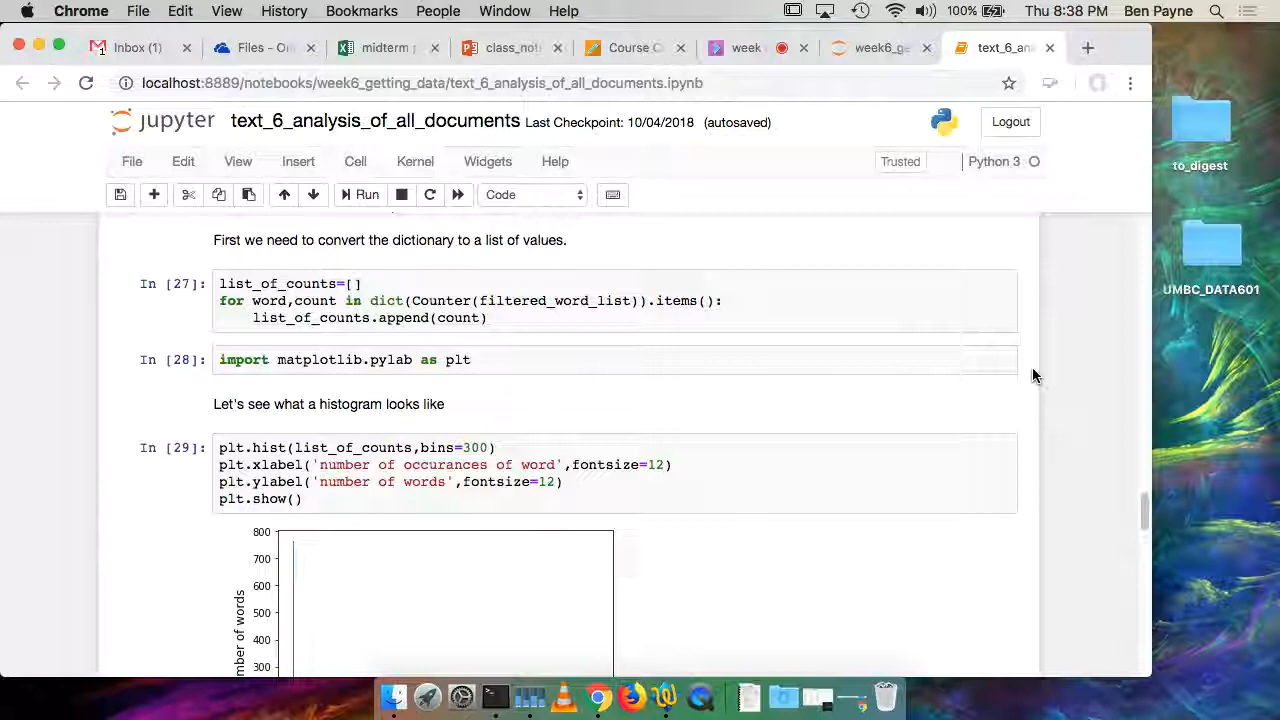 Chrome File Edit View History Bookmarks People Window Help 100% Thu 8:38 PM Ben Payne
Inbox (1) Files - On midterm class_not Course C week week6_ge text_6_ana
localhost:8889/notebooks/week6_getting_data/text_6_analysis_of_all_documents.ipynb
jupyter text_6_analysis_of_all_documents Last Checkpoint: 10/04/2018 (autosaved) Logout
File Edit View Insert Cell Kernel Widgets Help Trusted Python 3
Run Code
First we need to convert the dictionary to a list of values.
In [27]: list_of_counts=[]
for word,count in dict(Counter(filtered_word_list)).items():
list_of_counts.append(count)
In [28]: import matplotlib.pylab as plt
Let's see what a histogram looks like
In [29]: plt.hist(list_of_counts,bins=300)
plt.xlabel('number of occurances of word',fontsize=12)
plt.ylabel('number of words',fontsize=12)
plt.show()
800
700
600
500
400
300
mber of words
to_digest
UMBC_DATA601